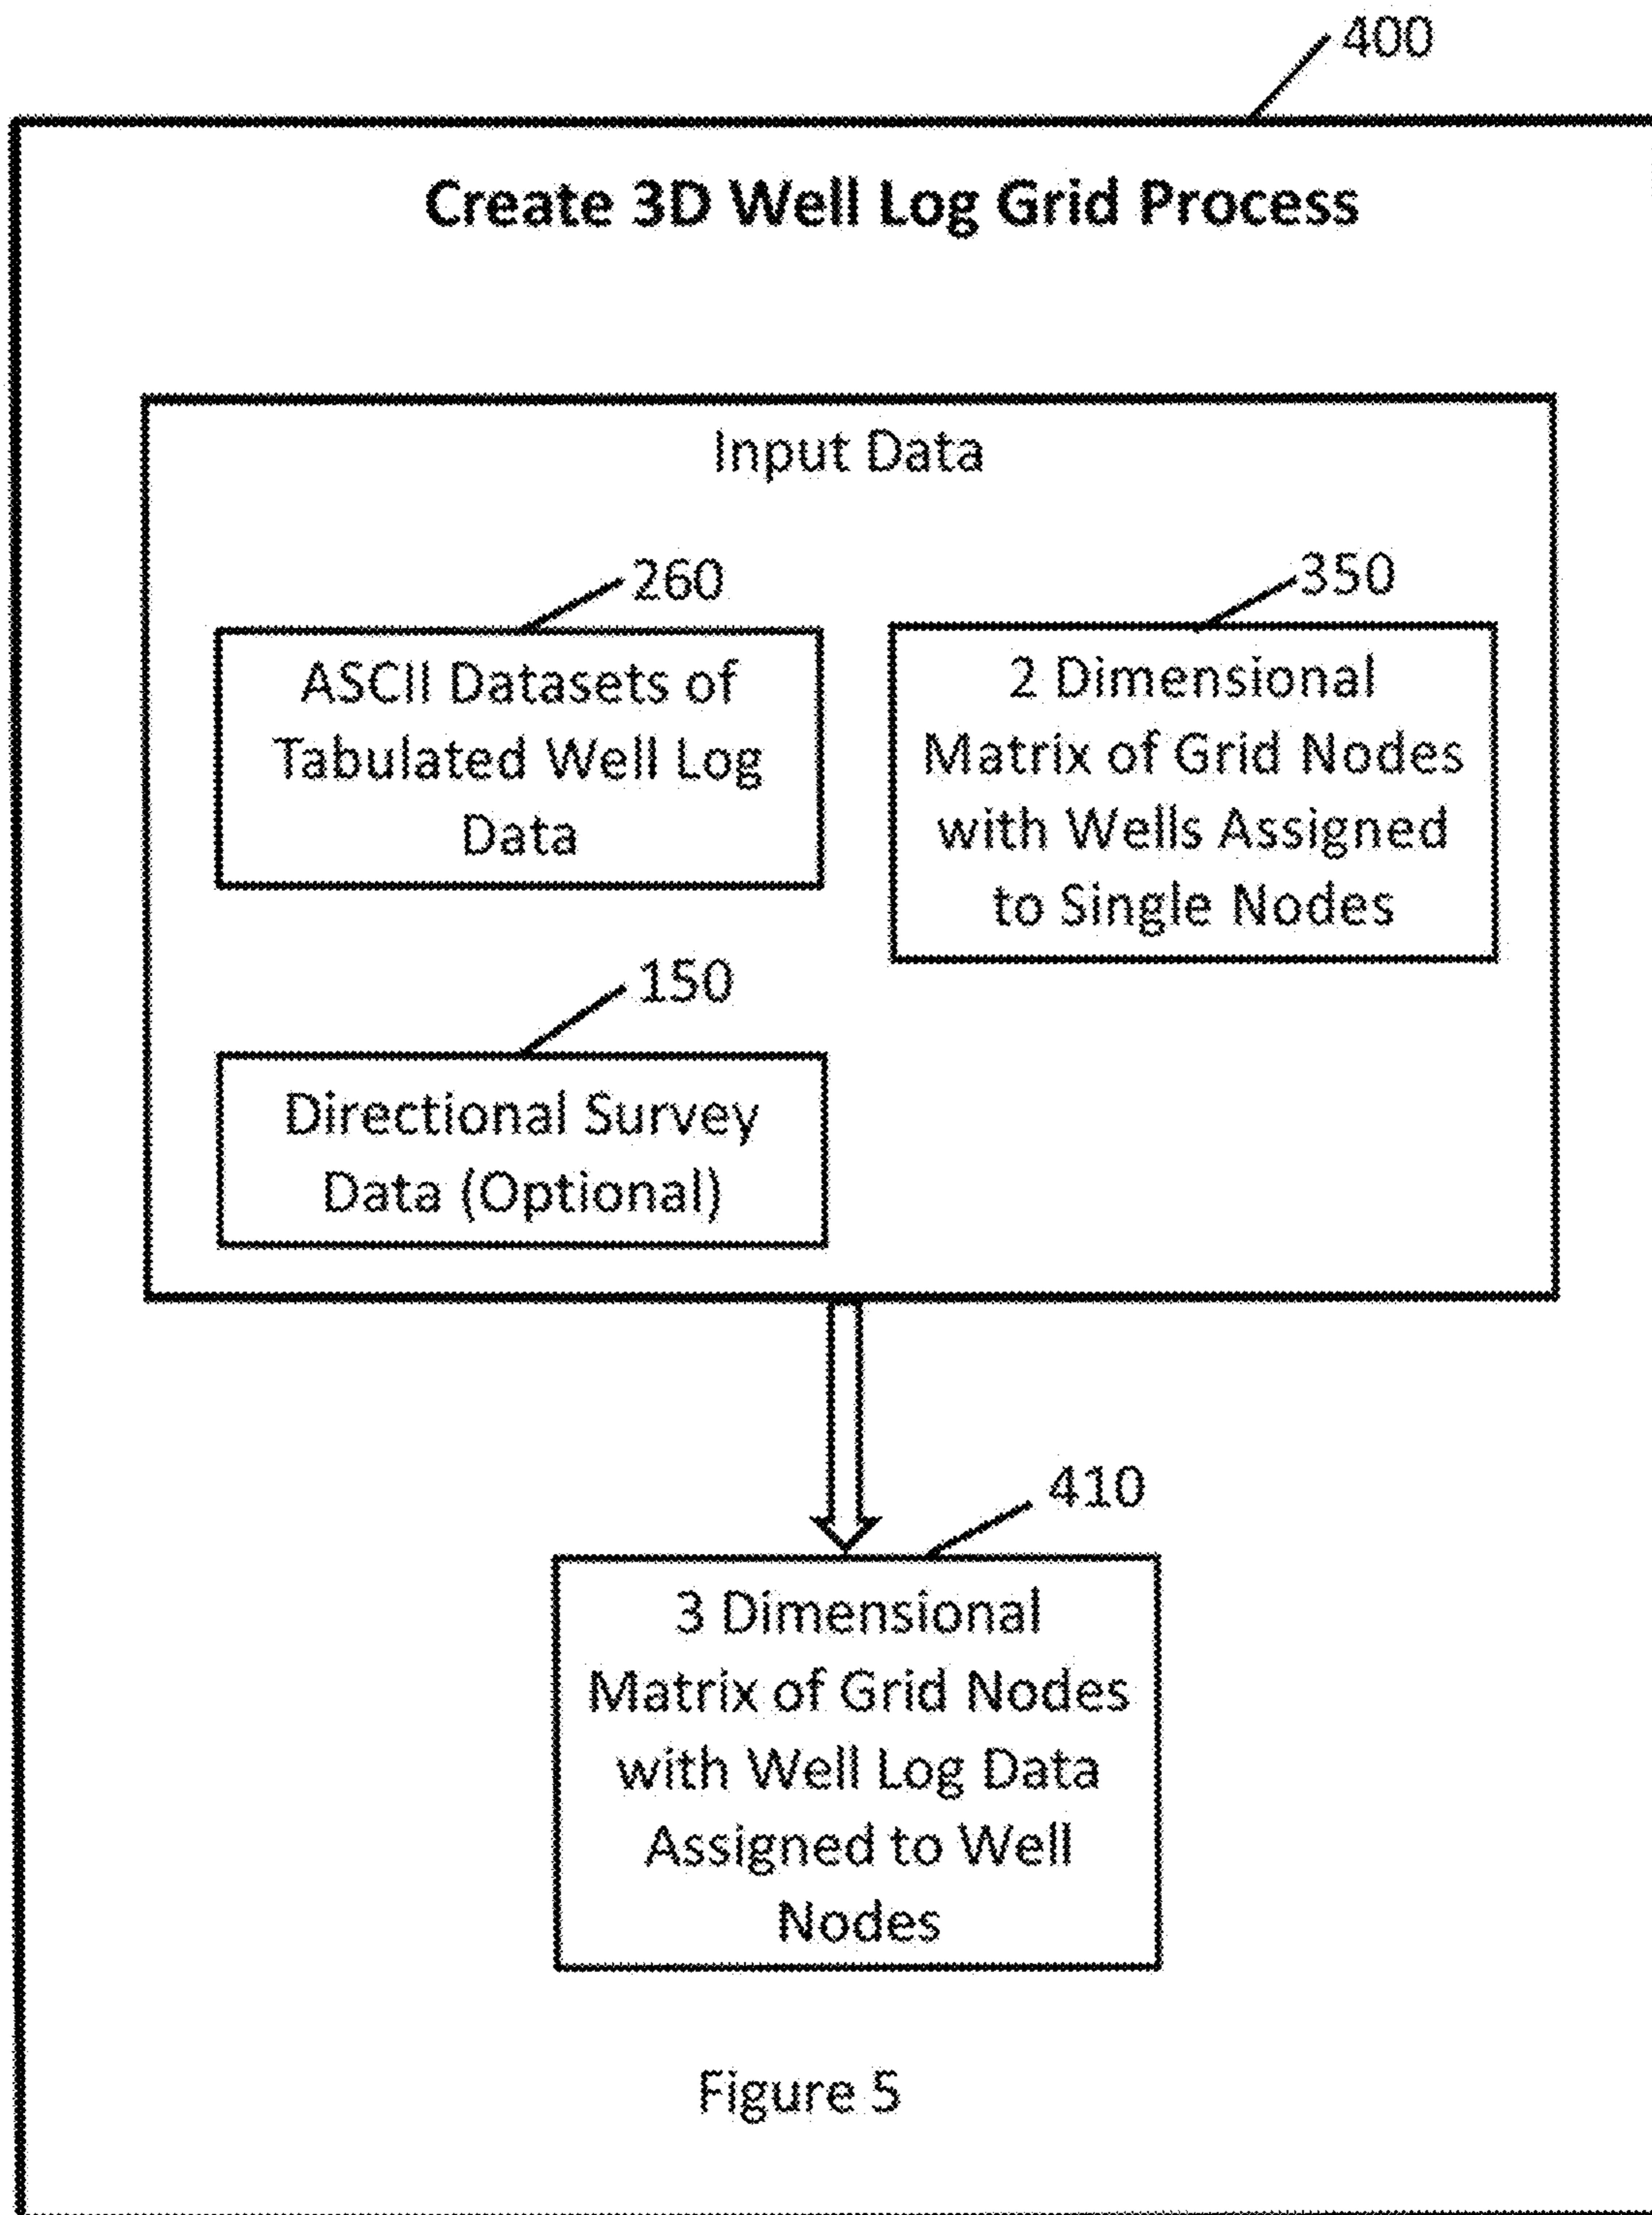 400
Create 3D Well Log Grid Process
Input Data
260
ASCII Datasets of
Tabulated Well Log
Data
350
2 Dimensional
Matrix of Grid Nodes
with Wells Assigned
to Single Nodes
150
Directional Survey
Data (Optional)
410
3 Dimensional
Matrix of Grid Nodes
with Well Log Data
Assigned to Well
Nodes
Figure 5